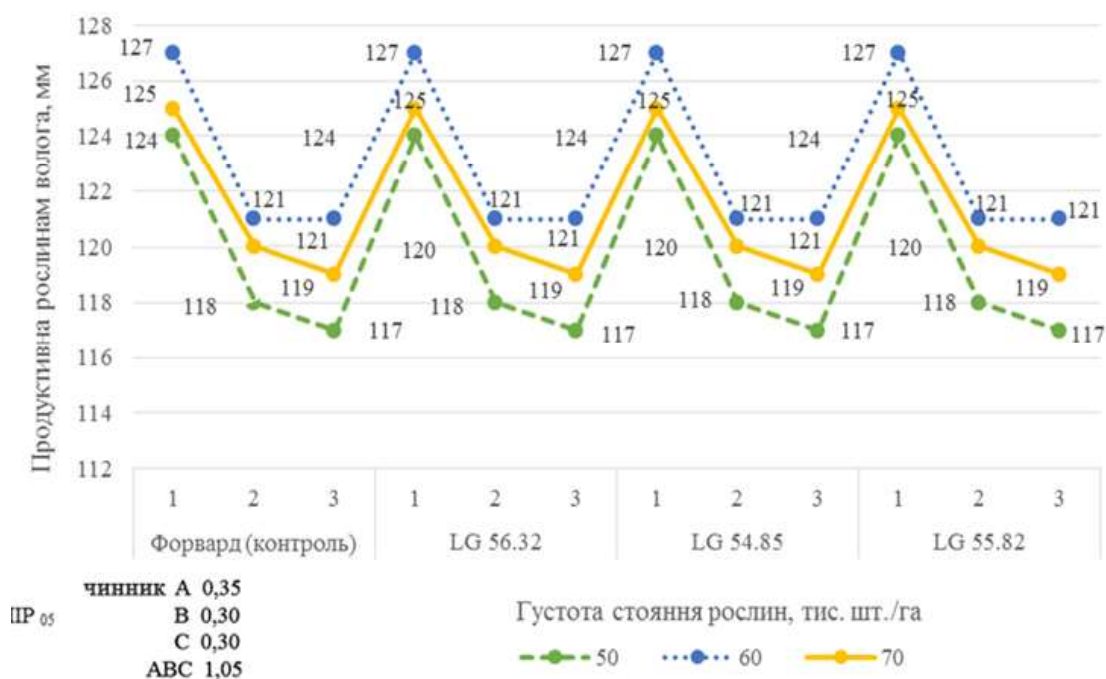 Продуктивна рослинам волога, мм
128
126
124
122
120
118
116
114
112
127 127 127 127
125 125 125 125
124 124 124 124
121 121 121 121
121 121 121 121
120 120 120
118 118 118 118
119 119 119 119
117 117 117 117
1 2 3 1 2 3 1 2 3 1 2 3
Форвард (контроль) LG 56.32 LG 54.85 LG 55.82
чинник А 0,35
ІР 05 В 0,30
С 0,30
АВС 1,05
Густота стояння рослин, тис. шт./га
50 60 70